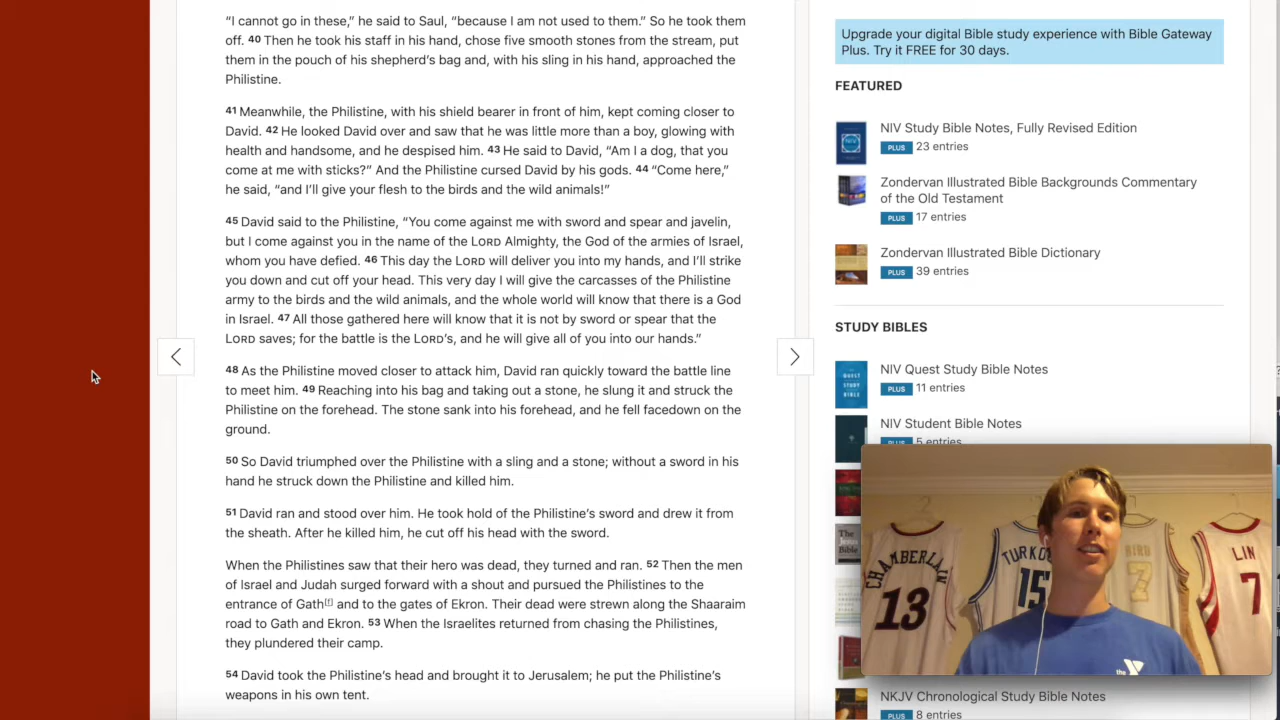 “I cannot go in these,” he said to Saul, “because I am not used to them.” So he took them
off. 40 Then he took his staff in his hand, chose five smooth stones from the stream, put
them in the pouch of his shepherd’s bag and, with his sling in his hand, approached the
Philistine.
41 Meanwhile, the Philistine, with his shield bearer in front of him, kept coming closer to
David. 42 He looked David over and saw that he was little more than a boy, glowing with
health and handsome, and he despised him. 43 He said to David, “Am I a dog, that you
come at me with sticks?” And the Philistine cursed David by his gods. 44 “Come here,”
he said, “and I’ll give your flesh to the birds and the wild animals!”
45 David said to the Philistine, “You come against me with sword and spear and javelin,
but I come against you in the name of the LORD Almighty, the God of the armies of Israel,
whom you have defied. 46 This day the LORD will deliver you into my hands, and I’ll strike
you down and cut off your head. This very day I will give the carcasses of the Philistine
army to the birds and the wild animals, and the whole world will know that there is a God
in Israel. 47 All those gathered here will know that it is not by sword or spear that the
LORD saves; for the battle is the LORD’s, and he will give all of you into our hands.”
48 As the Philistine moved closer to attack him, David ran quickly toward the battle line
to meet him. 49 Reaching into his bag and taking out a stone, he slung it and struck the
Philistine on the forehead. The stone sank into his forehead, and he fell facedown on the
ground.
50 So David triumphed over the Philistine with a sling and a stone; without a sword in his
hand he struck down the Philistine and killed him.
51 David ran and stood over him. He took hold of the Philistine’s sword and drew it from
the sheath. After he killed him, he cut off his head with the sword.
When the Philistines saw that their hero was dead, they turned and ran. 52 Then the men
of Israel and Judah surged forward with a shout and pursued the Philistines to the
entrance of Gath[f] and to the gates of Ekron. Their dead were strewn along the Shaaraim
road to Gath and Ekron. 53 When the Israelites returned from chasing the Philistines,
they plundered their camp.
54 David took the Philistine’s head and brought it to Jerusalem; he put the Philistine’s
weapons in his own tent.
Upgrade your digital Bible study experience with Bible Gateway
Plus. Try it FREE for 30 days.
FEATURED
NIV Study Bible Notes, Fully Revised Edition
PLUS 23 entries
Zondervan Illustrated Bible Backgrounds Commentary
of the Old Testament
PLUS 17 entries
Zondervan Illustrated Bible Dictionary
PLUS 39 entries
STUDY BIBLES
NIV Quest Study Bible Notes
PLUS 11 entries
QUEST
STUDY
BIBLE
NIV Student Bible Notes
PLUS 5 entries
The
Bible
CHAMBERLAIN
13
15
BIRD
7
LIN
7
the
Y
NKJV Chronological Study Bible Notes
PLUS 8 entries